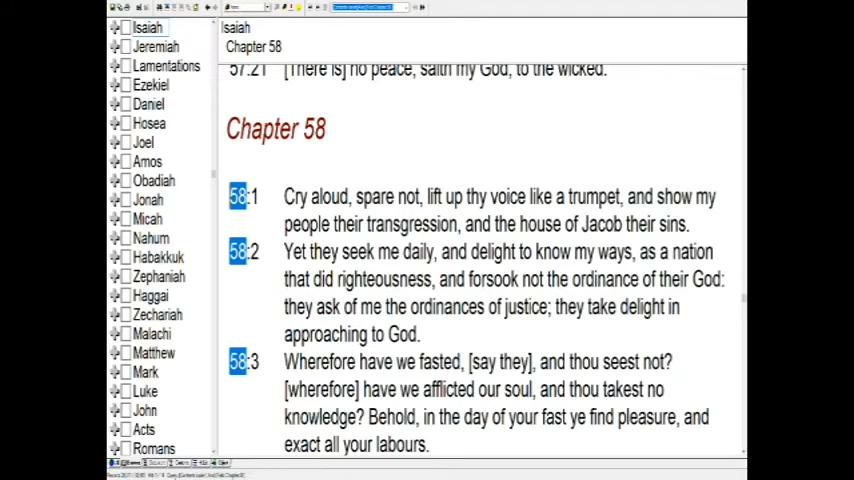 Isaiah
Jeremiah
Lamentations
Ezekiel
Daniel
Hosea
Joel
Amos
Obadiah
Jonah
Micah
Nahum
Habakkuk
Zephaniah
Haggai
Zechariah
Malachi
Matthew
Mark
Luke
John
Acts
Romans
Isaiah
Chapter 58
57:21 [There is] no peace, saith my God, to the wicked.
Chapter 58
58:1 Cry aloud, spare not, lift up thy voice like a trumpet, and show my
people their transgression, and the house of Jacob their sins.
58:2 Yet they seek me daily, and delight to know my ways, as a nation
that did righteousness, and forsook not the ordinance of their God:
they ask of me the ordinances of justice; they take delight in
approaching to God.
58:3 Wherefore have we fasted, [say they], and thou seest not?
[wherefore] have we afflicted our soul, and thou takest no
knowledge? Behold, in the day of your fast ye find pleasure, and
exact all your labours.